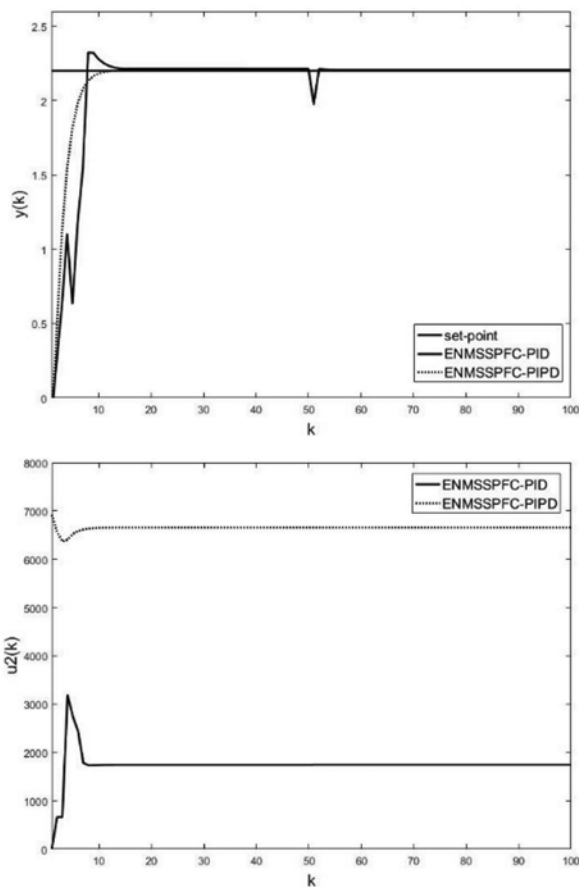 2.5
2
1.5
1
0.5
0
y(k)
set-point
ENMSSPFC-PID
ENMSSPFC-PIPD
10 20 30 40 50 60 70 80 90 100
k
8000
7000
6000
5000
4000
3000
2000
1000
0
u2(k)
ENMSSPFC-PID
ENMSSPFC-PIPD
10 20 30 40 50 60 70 80 90 100
k